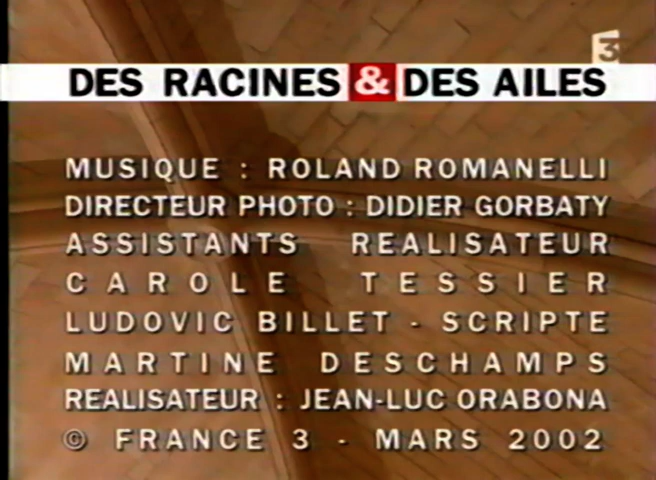 3
DES RACINES & DES AILES
MUSIQUE : ROLAND ROMANELLI
DIRECTEUR PHOTO : DIDIER GORBATY
ASSISTANTS REALISATEUR
CAROLE TESSIER
LUDOVIC BILLET - SCRIPTE
MARTINE DESCHAMPS
REALISATEUR : JEAN-LUC ORABONA
© FRANCE 3 - MARS 2002